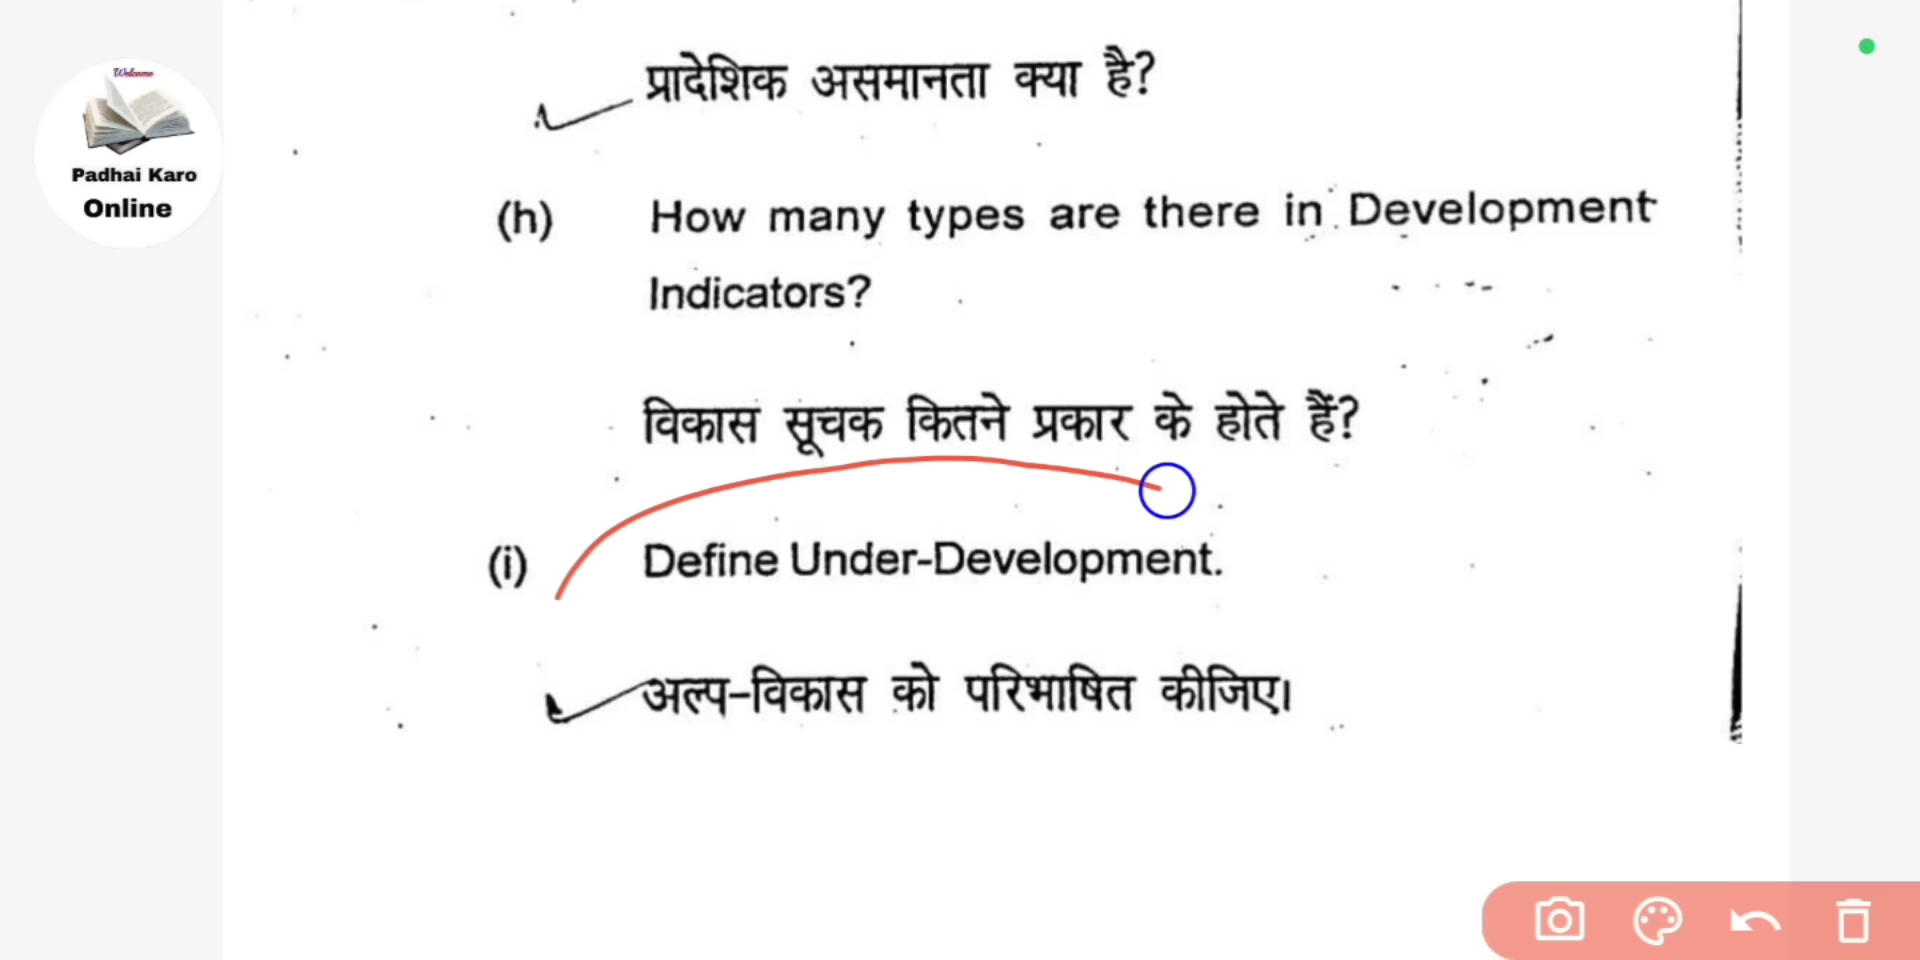 Welcome
Padhai Karo
Online
प्रादेशिक असमानता क्या है?
(h) How many types are there in Development
Indicators?
विकास सूचक कितने प्रकार के होते हैं?
(i) Define Under-Development.
अल्प-विकास को परिभाषित कीजिए।